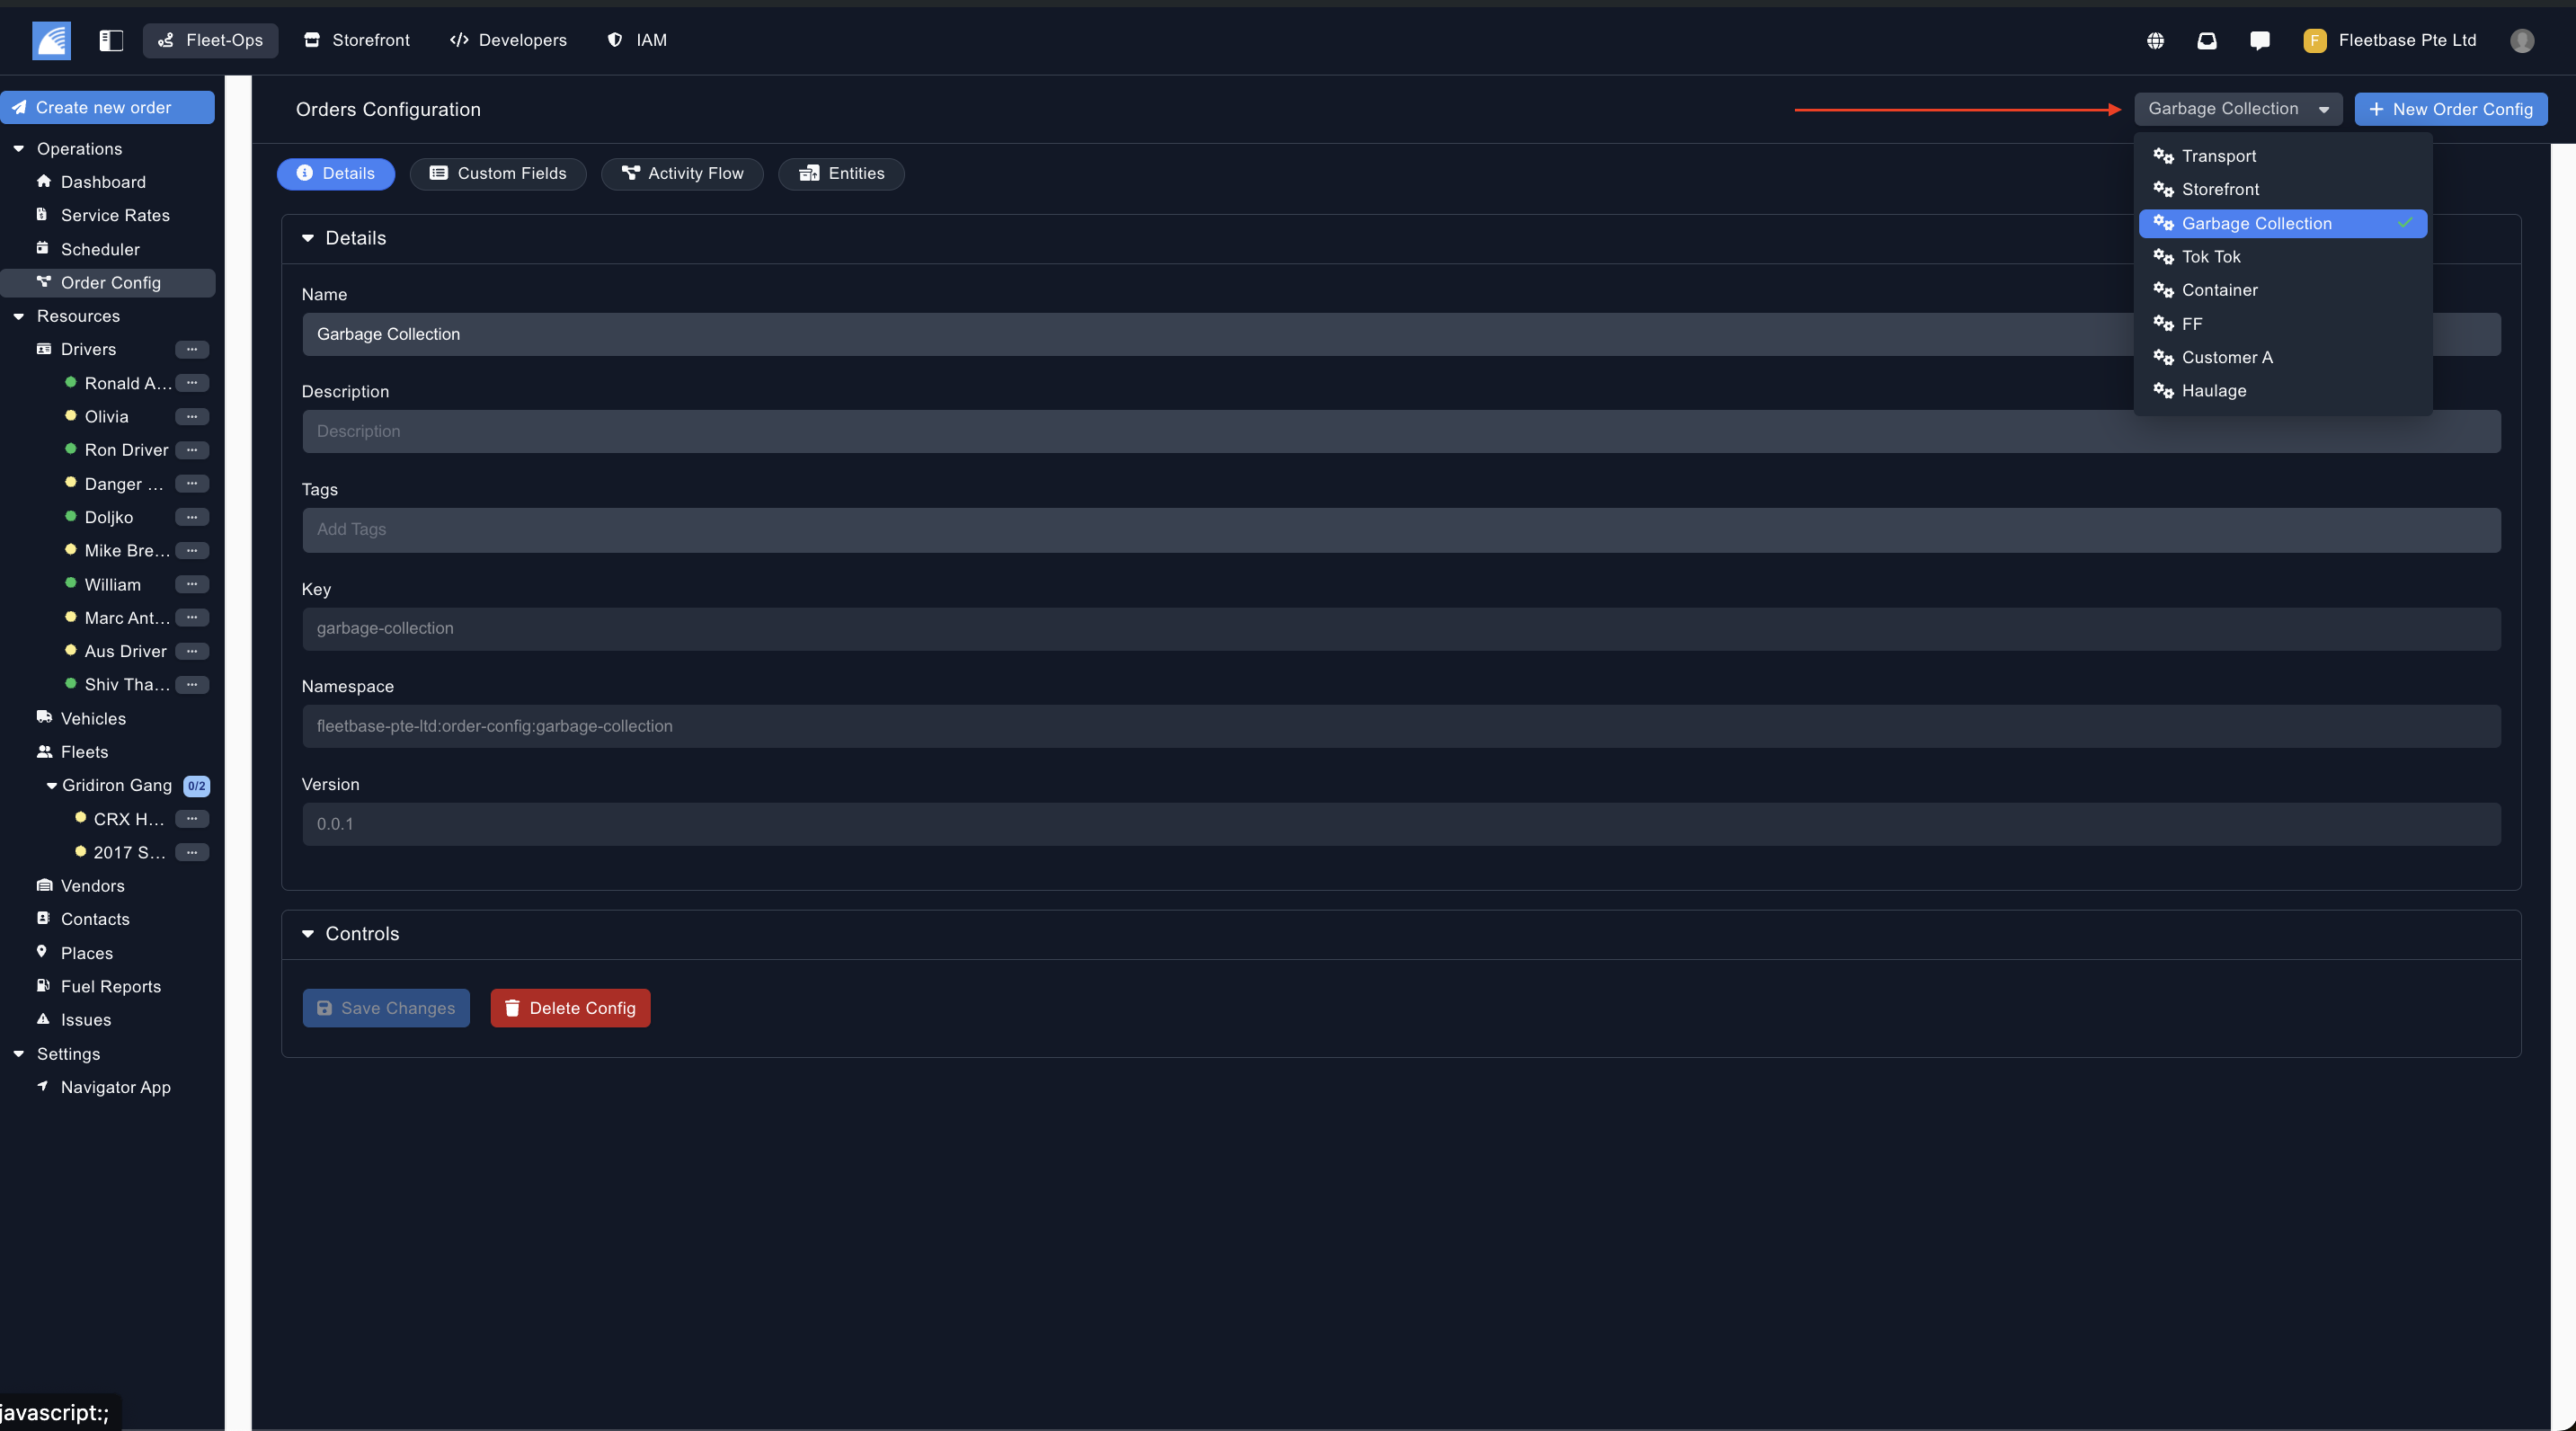 Fleet-Ops
Storefront
Developers
IAM
F
Fleetbase Pte Ltd
Create new order
Operations
Dashboard
Service Rates
Scheduler
Order Config
Resources
Drivers
Ronald A...
Olivia
Ron Driver
Danger ...
Doljko
Mike Bre...
William
Marc Ant...
Aus Driver
Shiv Tha...
Vehicles
Fleets
Gridiron Gang 0/2
CRX H...
2017 S...
Vendors
Contacts
Places
Fuel Reports
Issues
Settings
Navigator App
javascript:;
Orders Configuration
Garbage Collection
New Order Config
Transport
Storefront
Garbage Collection
Tok Tok
Container
FF
Customer A
Haulage
Details
Custom Fields
Activity Flow
Entities
Details
Name
Garbage Collection
Description
Description
Tags
Add Tags
Key
garbage-collection
Namespace
fleetbase-pte-ltd:order-config:garbage-collection
Version
0.0.1
Controls
Save Changes
Delete Config